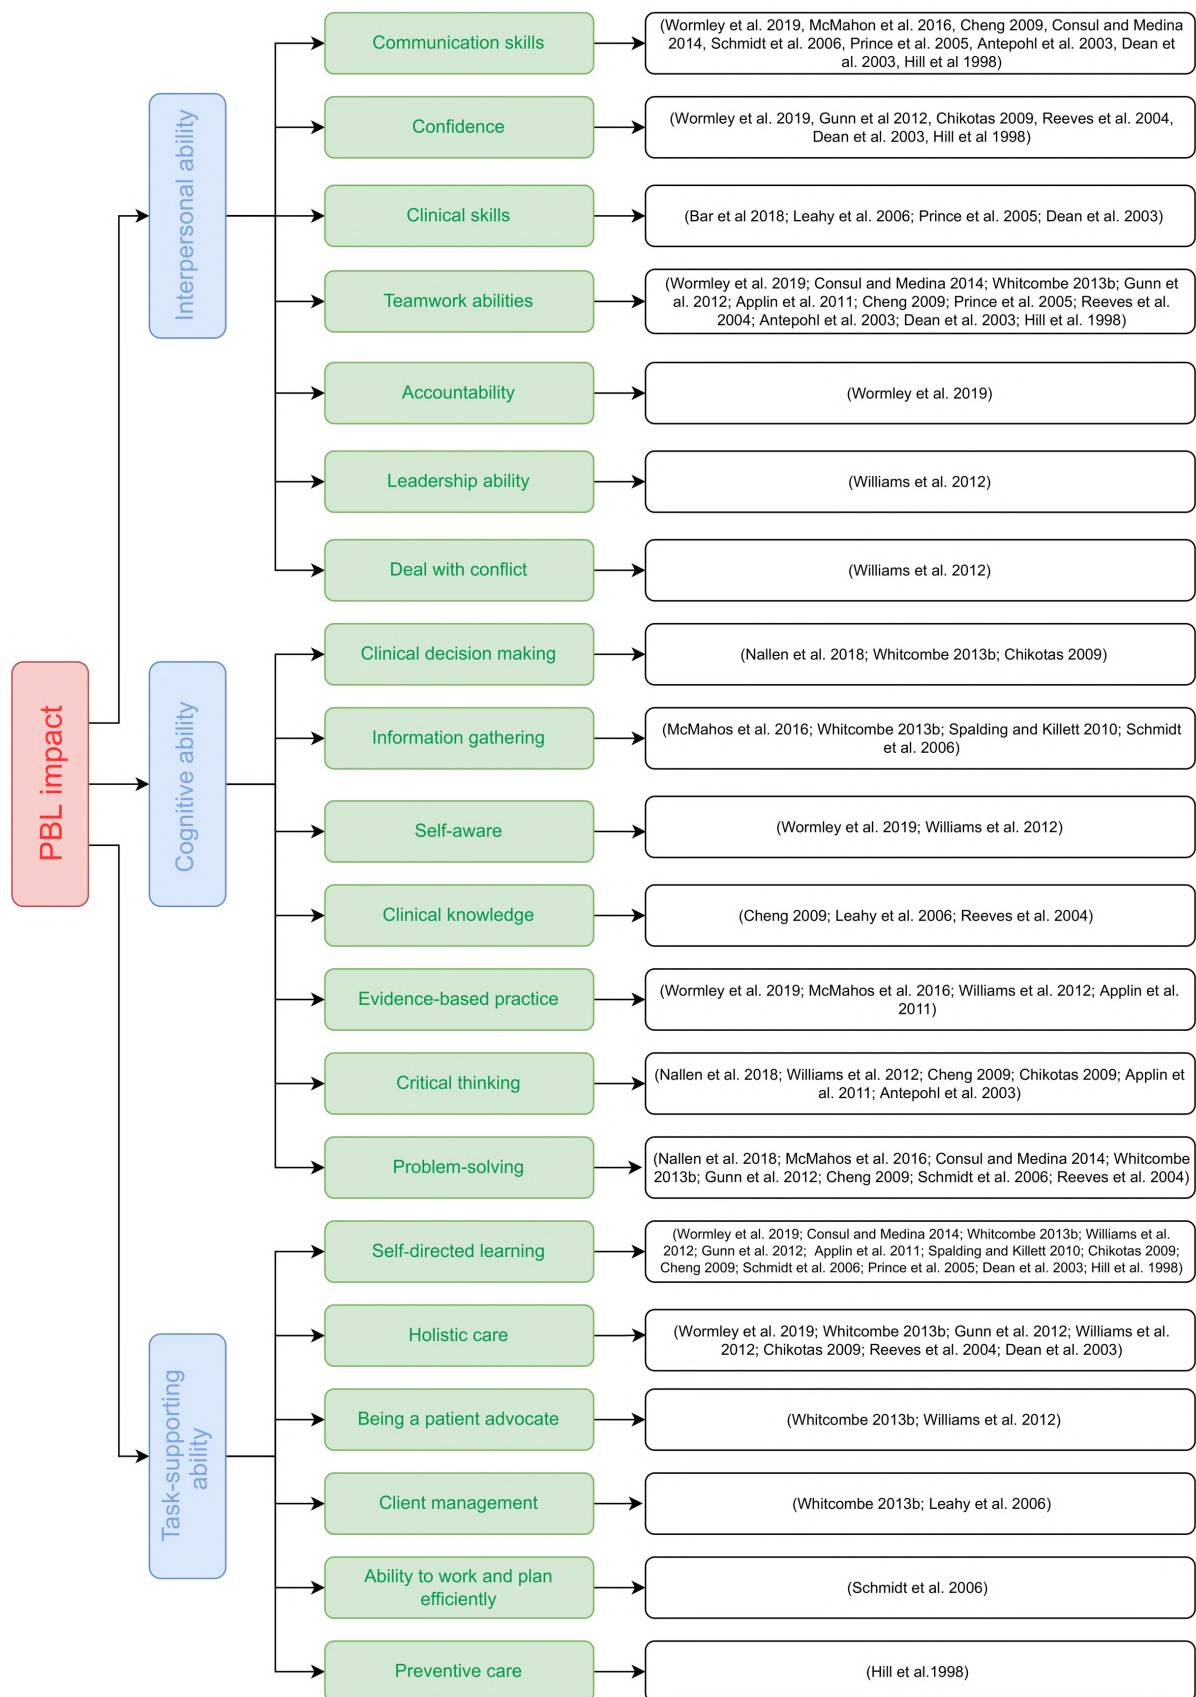 PBL impact
Interpersonal ability
Communication skills
(Wormley et al. 2019, McMahon et al. 2016, Cheng 2009, Consul and Medina
2014, Schmidt et al. 2006, Prince et al. 2005, Antepohl et al. 2003, Dean et
al. 2003, Hill et al 1998)
Confidence
(Wormley et al. 2019, Gunn et al 2012, Chikotas 2009, Reeves et al. 2004,
Dean et al. 2003, Hill et al 1998)
Clinical skills
(Bar et al 2018; Leahy et al. 2006; Prince et al. 2005; Dean et al. 2003)
Teamwork abilities
(Wormley et al. 2019; Consul and Medina 2014; Whitcombe 2013b; Gunn et
al. 2012; Applin et al. 2011; Cheng 2009; Prince et al. 2005; Reeves et al.
2004; Antepohl et al. 2003; Dean et al. 2003; Hill et al. 1998)
Accountability
(Wormley et al. 2019)
Leadership ability
(Williams et al. 2012)
Deal with conflict
(Williams et al. 2012)
Cognitive ability
Clinical decision making
(Nallen et al. 2018; Whitcombe 2013b; Chikotas 2009)
Information gathering
(McMahos et al. 2016; Whitcombe 2013b; Spalding and Killett 2010; Schmidt
et al. 2006)
Self-aware
(Wormley et al. 2019; Williams et al. 2012)
Clinical knowledge
(Cheng 2009; Leahy et al. 2006; Reeves et al. 2004)
Evidence-based practice
(Wormley et al. 2019; McMahos et al. 2016; Williams et al. 2012; Applin et al.
2011)
Critical thinking
(Nallen et al. 2018; Williams et al. 2012; Cheng 2009; Chikotas 2009; Applin et
al. 2011; Antepohl et al. 2003)
Problem-solving
(Nallen et al. 2018; McMahos et al. 2016; Consul and Medina 2014; Whitcombe
2013b; Gunn et al. 2012; Cheng 2009; Schmidt et al. 2006; Reeves et al. 2004)
Task-supporting
ability
Self-directed learning
(Wormley et al. 2019; Consul and Medina 2014; Whitcombe 2013b; Williams et al.
2012; Gunn et al. 2012; Applin et al. 2011; Spalding and Killett 2010; Chikotas 2009;
Cheng 2009; Schmidt et al. 2006; Prince et al. 2005; Dean et al. 2003; Hill et al. 1998)
Holistic care
(Wormley et al. 2019; Whitcombe 2013b; Gunn et al. 2012; Williams et al.
2012; Chikotas 2009; Reeves et al. 2004; Dean et al. 2003)
Being a patient advocate
(Whitcombe 2013b; Williams et al. 2012)
Client management
(Whitcombe 2013b; Leahy et al. 2006)
Ability to work and plan
efficiently
(Schmidt et al. 2006)
Preventive care
(Hill et al.1998)